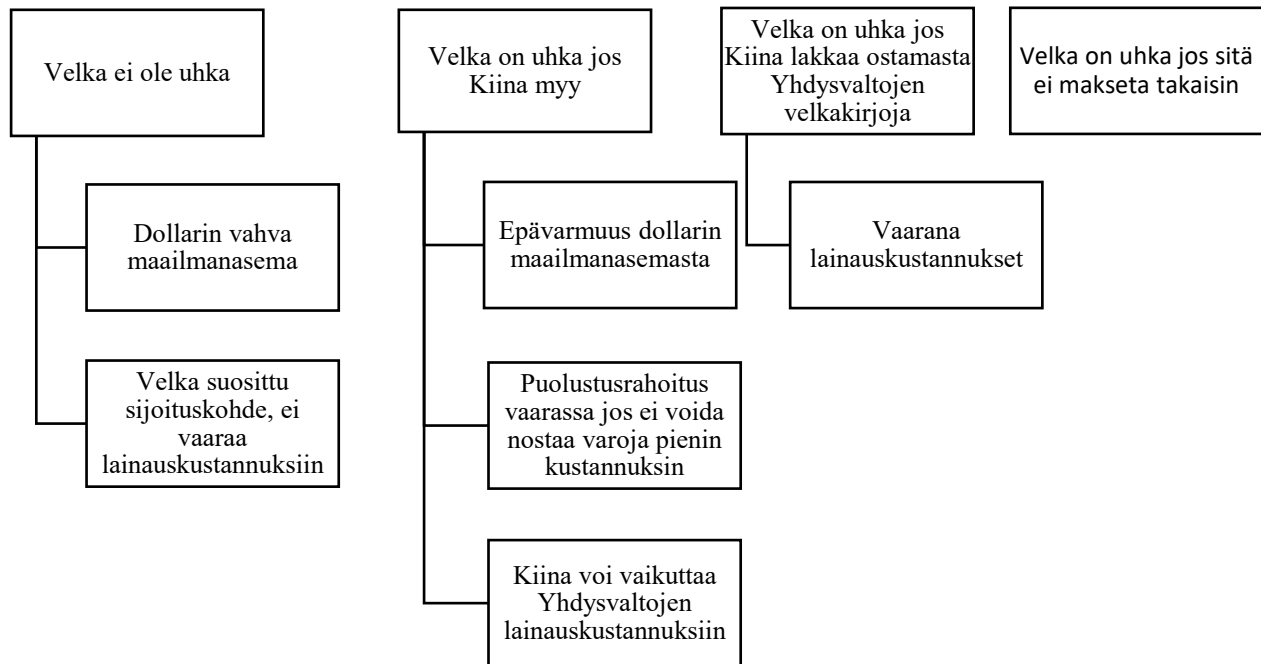 Velka ei ole uhka
Dollarin vahva
maailmanasema
Velka suosittu
sijoituskohde, ei
vaaraa
lainauskustannuksiin
Velka on uhka jos
Kiina myy
Epävarmuus dollarin
maailmanasemasta
Puolustusrahoitus
vaarassa jos ei voida
nostaa varoja pienin
kustannuksin
Kiina voi vaikuttaa
Yhdysvaltojen
lainauskustannuksiin
Velka on uhka jos
Kiina lakkaa ostamasta
Yhdysvaltojen
velkakirjoja
Vaarana
lainauskustannukset
Velka on uhka jos sitä
ei makseta takaisin